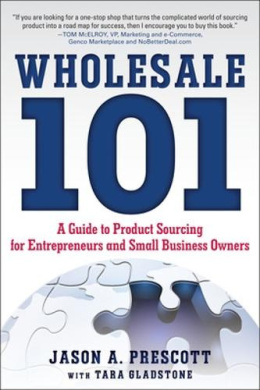 "If you are looking for a one-stop shop that turns the complicated world of sourcing
product into a road map for success, then I encourage you to buy this book."
—TOM McELROY, VP, Marketing and e-Commerce,
Genco Marketplace and NoBetterDeal.com
WHOLESALE
101
A Guide to Product Sourcing
for Entrepreneurs and Small Business Owners
JASON A. PRESCOTT
WITH TARA GLADSTONE